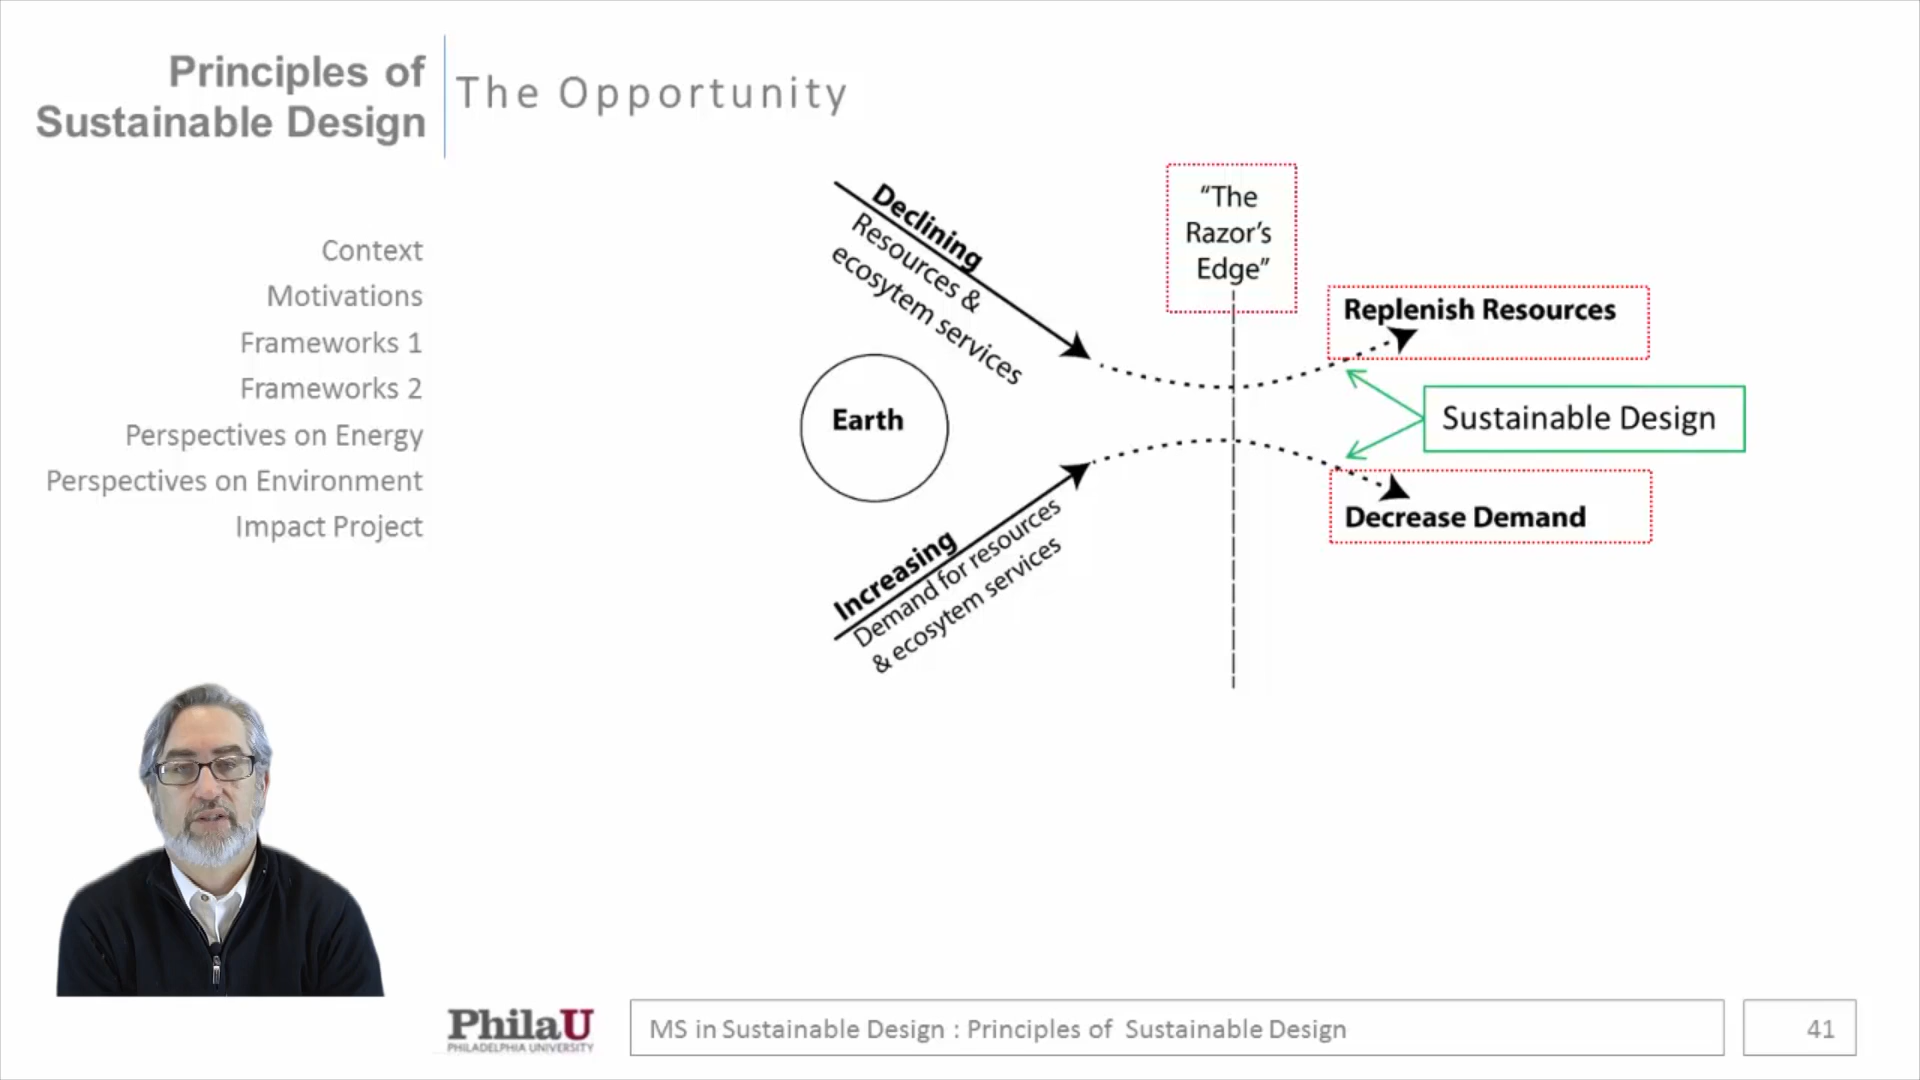 Principles of
Sustainable Design
The Opportunity
Context
Motivations
Frameworks 1
Frameworks 2
Perspectives on Energy
Perspectives on Environment
Impact Project
Declining
Resources &
ecosytem services
Earth
Increasing
Demand for resources
& ecosytem services
“The
Razor’s
Edge”
Replenish Resources
Sustainable Design
Decrease Demand
PhilaU
PHILADELPHIA UNIVERSITY
MS in Sustainable Design : Principles of  Sustainable Design
41